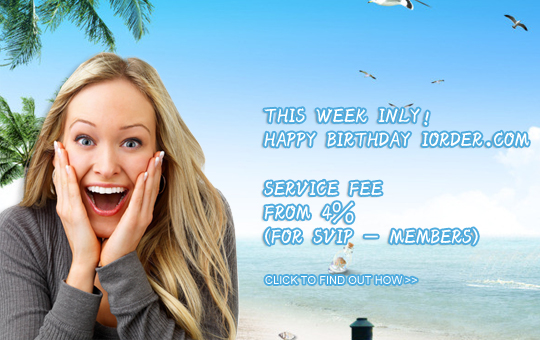 THIS WEEK INLY!
HAPPY BIRTHDAY IORDER.COM
SERVICE FEE
FROM 4%
(FOR SVIP - MEMBERS)
CLICK TO FIND OUT HOW>>